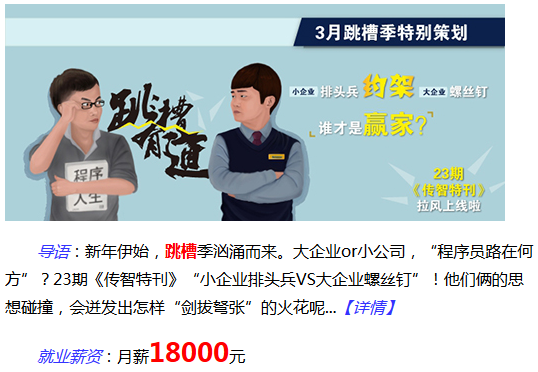 3月跳槽季特别策划
小企业 排头兵 约架 大企业 螺丝钉
谁才是赢家？
跳槽有道
程序人生
23期
《传智特刊》
拉风上线啦
导语：新年伊始，跳槽季汹涌而来。大企业or小公司，“程序员路在何
方”？23期《传智特刊》“小企业排头兵VS大企业螺丝钉”！他们俩的思
想碰撞，会迸发出怎样“剑拔弩张”的火花呢...【详情】
就业薪资：月薪18000元